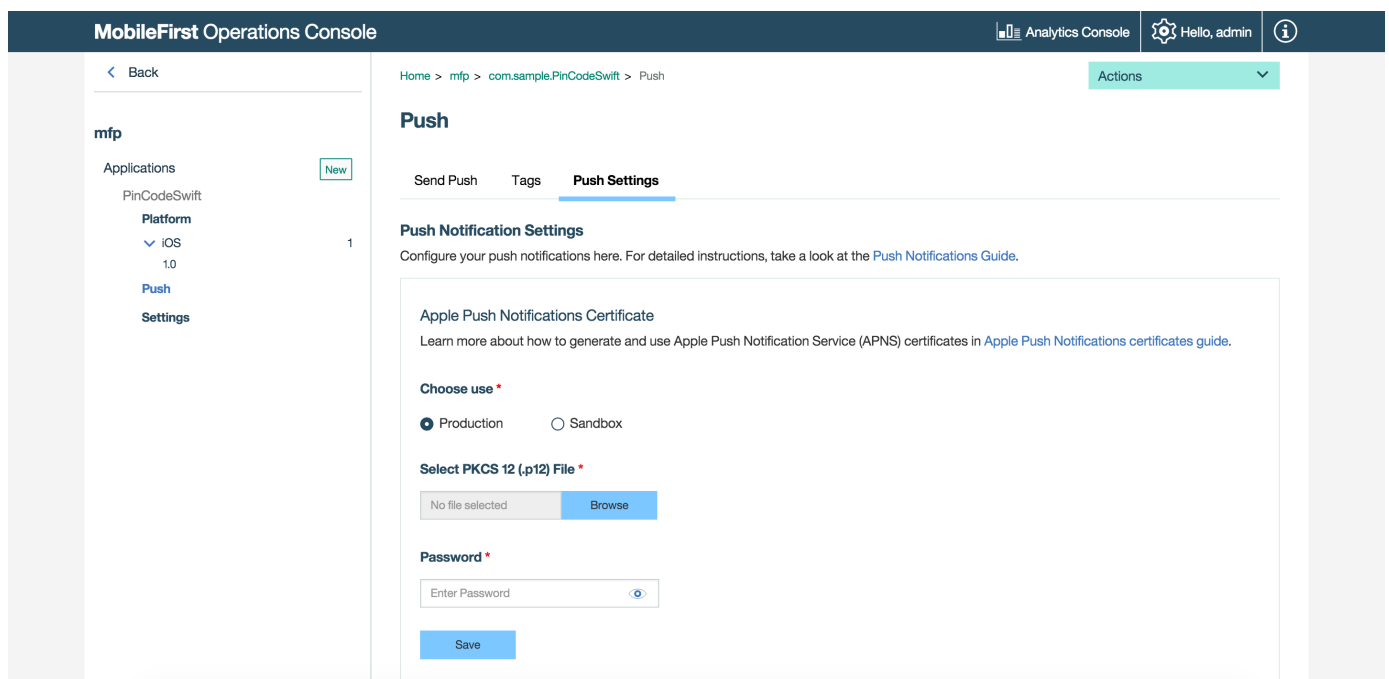 MobileFirst Operations Console
Analytics Console
Hello, admin
Back
Home > mfp > com.sample.PinCodeSwift > Push
Actions
mfp
Applications
New
PinCodeSwift
Platform
iOS
1
1.0
Push
Settings
Push
Send Push
Tags
Push Settings
Push Notification Settings
Configure your push notifications here. For detailed instructions, take a look at the Push Notifications Guide.
Apple Push Notifications Certificate
Learn more about how to generate and use Apple Push Notification Service (APNS) certificates in Apple Push Notifications certificates guide.
Choose use *
Production
Sandbox
Select PKCS 12 (.p12) File *
No file selected
Browse
Password *
Enter Password
Save